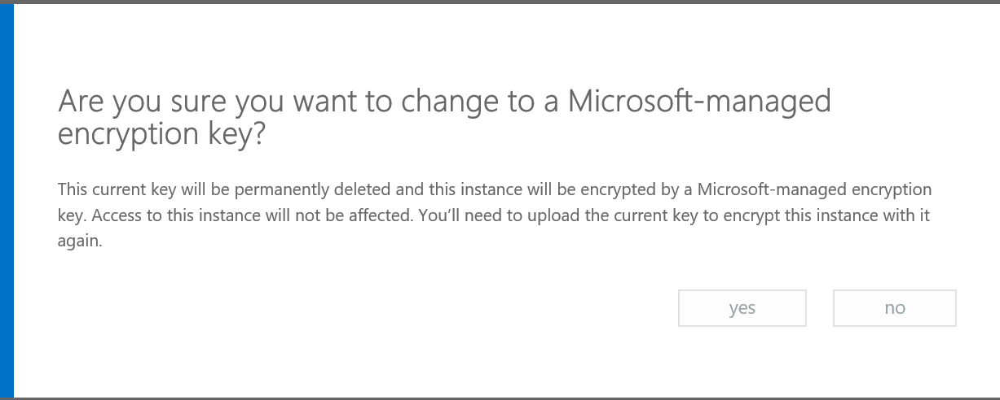 Are you sure you want to change to a Microsoft-managed
encryption key?
This current key will be permanently deleted and this instance will be encrypted by a Microsoft-managed encryption
key. Access to this instance will not be affected. You’ll need to upload the current key to encrypt this instance with it
again.
yes no